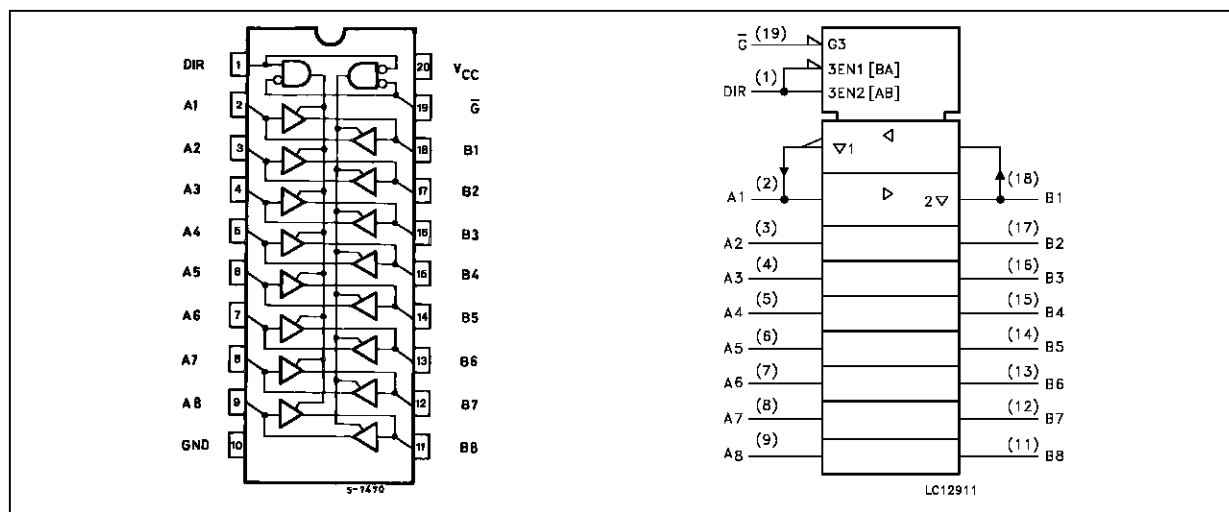 DIR 1 20 VCC
A1 2 19 G̅
A2 3 18 B1
A3 4 17 B2
A4 5 16 B3
A5 6 15 B4
A6 7 14 B5
A7 8 13 B6
A8 9 12 B7
GND 10 11 B8
S-7470
G̅ (19) G3
3EN1 [BA]
DIR (1) 3EN2 [AB]
▽1 ◁
A1 (2) ▷ 2▽ (18) B1
A2 (3) (17) B2
A3 (4) (16) B3
A4 (5) (15) B4
A5 (6) (14) B5
A6 (7) (13) B6
A7 (8) (12) B7
A8 (9) (11) B8
LC12911